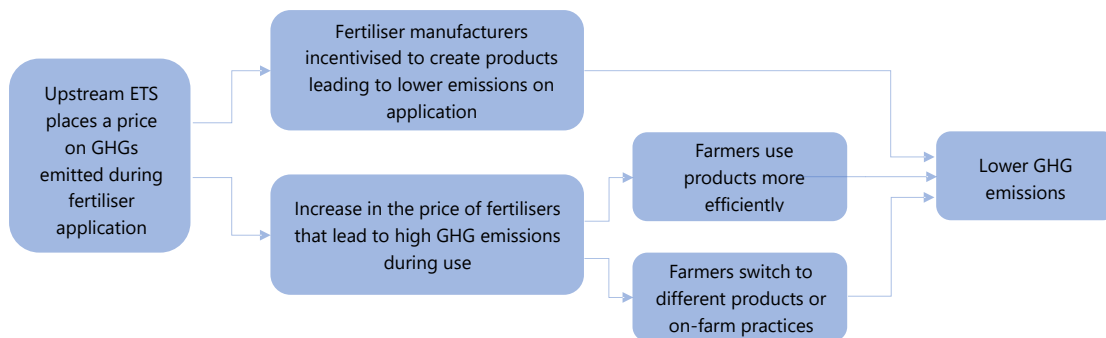 Upstream ETS
places a price
on GHGs
emitted during
fertiliser
application
Fertiliser manufacturers
incentivised to create products
leading to lower emissions on
application
Increase in the price of fertilisers
that lead to high GHG emissions
during use
Farmers use
products more
efficiently
Farmers switch to
different products or
on-farm practices
Lower GHG
emissions